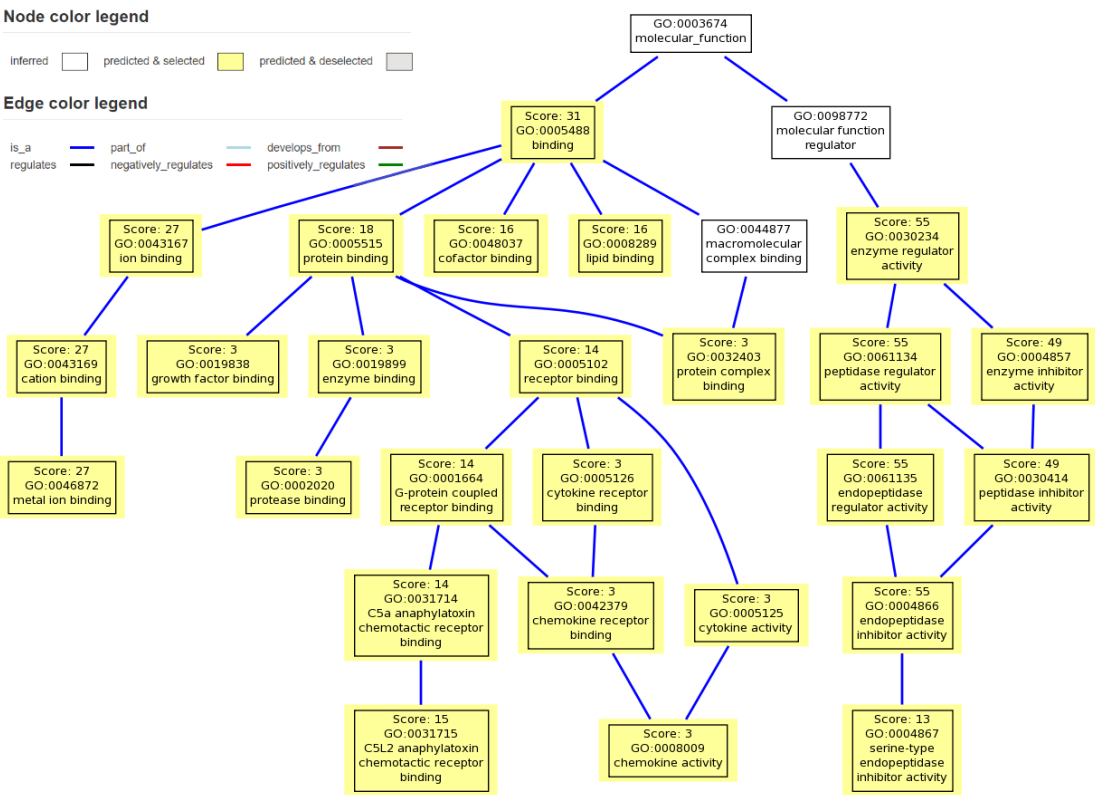 Node color legend
inferred
predicted & selected
predicted & deselected
Edge color legend
is_a
part_of
develops_from
regulates
negatively_regulates
positively_regulates
GO:0003674
molecular_function
Score: 31
GO:0005488
binding
GO:0098772
molecular function
regulator
Score: 27
GO:0043167
ion binding
Score: 18
GO:0005515
protein binding
Score: 16
GO:0048037
cofactor binding
Score: 16
GO:0008289
lipid binding
GO:0044877
macromolecular
complex binding
Score: 55
GO:0030234
enzyme regulator
activity
Score: 27
GO:0043169
cation binding
Score: 3
GO:0019838
growth factor binding
Score: 3
GO:0019899
enzyme binding
Score: 14
GO:0005102
receptor binding
Score: 3
GO:0032403
protein complex
binding
Score: 55
GO:0061134
peptidase regulator
activity
Score: 49
GO:0004857
enzyme inhibitor
activity
Score: 27
GO:0046872
metal ion binding
Score: 3
GO:0002020
protease binding
Score: 14
GO:0001664
G-protein coupled
receptor binding
Score: 3
GO:0005126
cytokine receptor
binding
Score: 55
GO:0061135
endopeptidase
regulator activity
Score: 49
GO:0030414
peptidase inhibitor
activity
Score: 14
GO:0031714
C5a anaphylatoxin
chemotactic receptor
binding
Score: 3
GO:0042379
chemokine receptor
binding
Score: 3
GO:0005125
cytokine activity
Score: 55
GO:0004866
endopeptidase
inhibitor activity
Score: 15
GO:0031715
C5L2 anaphylatoxin
chemotactic receptor
binding
Score: 3
GO:0008009
chemokine activity
Score: 13
GO:0004867
serine-type
endopeptidase
inhibitor activity